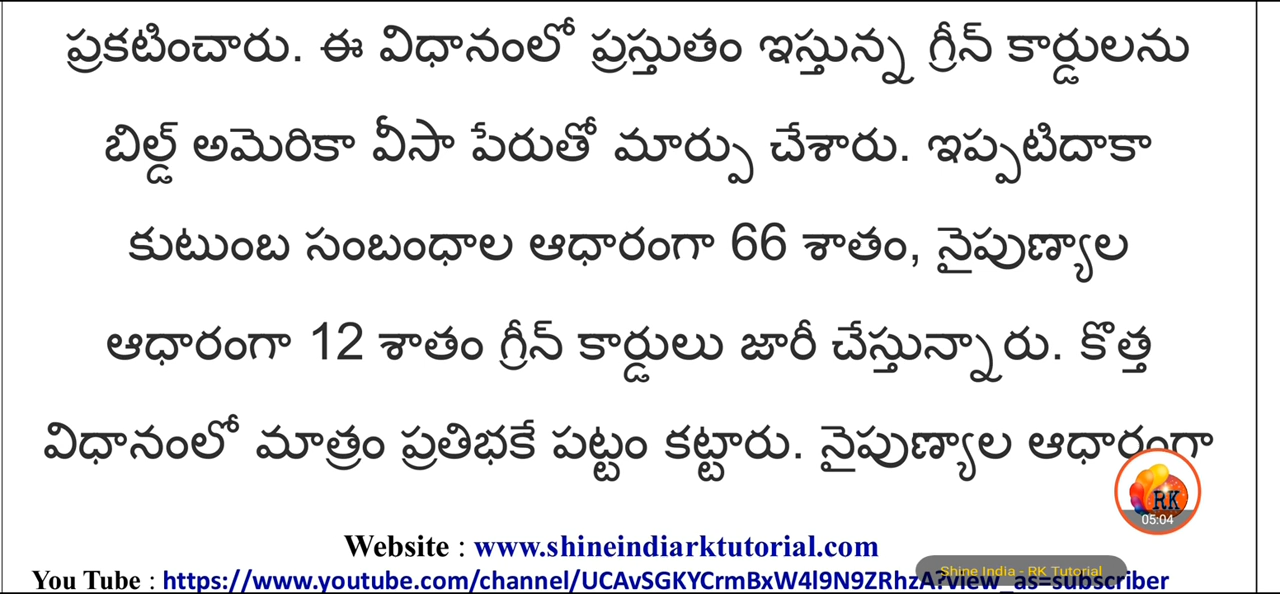 ప్రకటించారు. ఈ విధానంలో ప్రస్తుతం ఇస్తున్న గ్రీన్ కార్డులను
బిల్డ్ అమెరికా వీసా పేరుతో మార్పు చేశారు. ఇప్పటిదాకా
కుటుంబ సంబంధాల ఆధారంగా 66 శాతం, నైపుణ్యాల
ఆధారంగా 12 శాతం గ్రీన్ కార్డులు జారీ చేస్తున్నారు. కొత్త
విధానంలో మాత్రం ప్రతిభకే పట్టం కట్టారు. నైపుణ్యాల ఆధారంగా
RK
05:04
Website : www.shineindiarktutorial.com
Shine India - RK Tutorial
You Tube : https://www.youtube.com/channel/UCAvSGKYCrmBxW4l9N9ZRhzA?view_as=subscriber